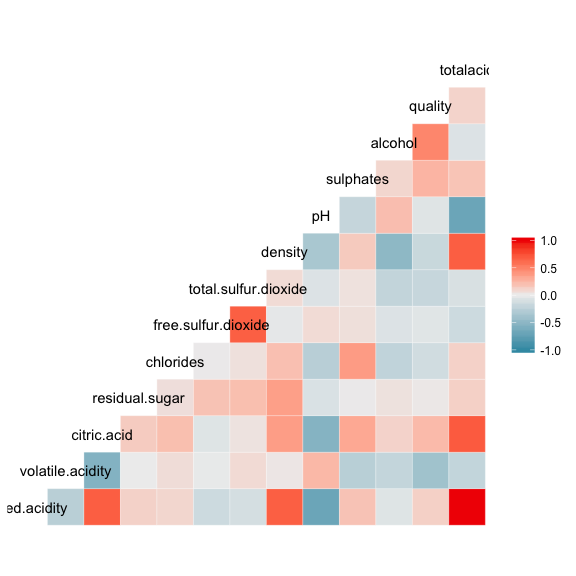 totalacid
quality
alcohol
sulphates
pH
density
total.sulfur.dioxide
free.sulfur.dioxide
chlorides
residual.sugar
citric.acid
volatile.acidity
ed.acidity
1.0
0.5
0.0
-0.5
-1.0